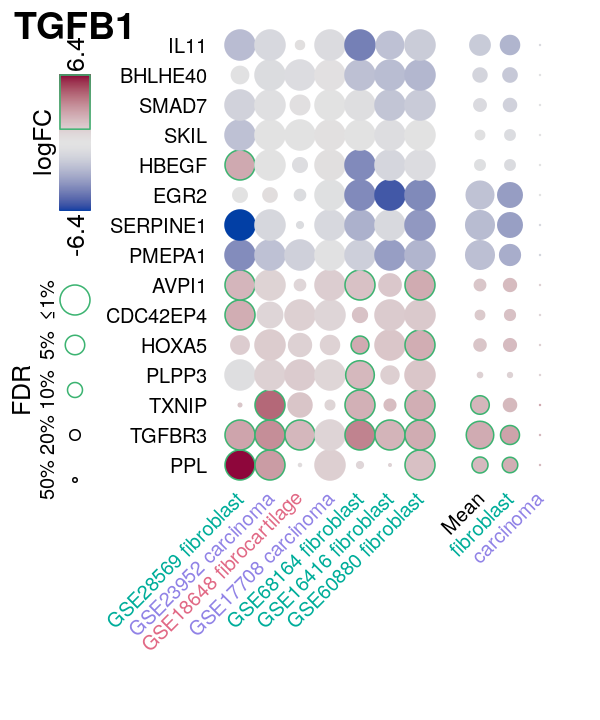 TGFB1
6.4
logFC
-6.4
FDR
≤1%
5%
10%
20%
50%
IL11
BHLHE40
SMAD7
SKIL
HBEGF
EGR2
SERPINE1
PMEPA1
AVPI1
CDC42EP4
HOXA5
PLPP3
TXNIP
TGFBR3
PPL
GSE28569 fibroblast
GSE23952 carcinoma
GSE18648 fibrocartilage
GSE17708 carcinoma
GSE68164 fibroblast
GSE16416 fibroblast
GSE60880 fibroblast
Mean
fibroblast
carcinoma